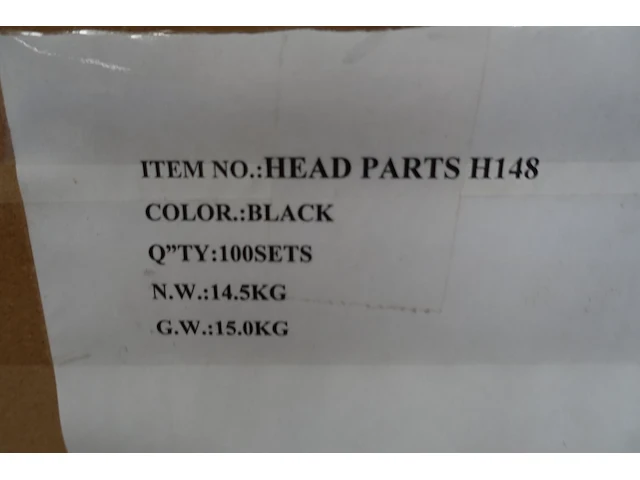 ITEM NO.:HEAD PARTS H148
COLOR.:BLACK
Q”TY:100SETS
N.W.:14.5KG
G.W.:15.0KG